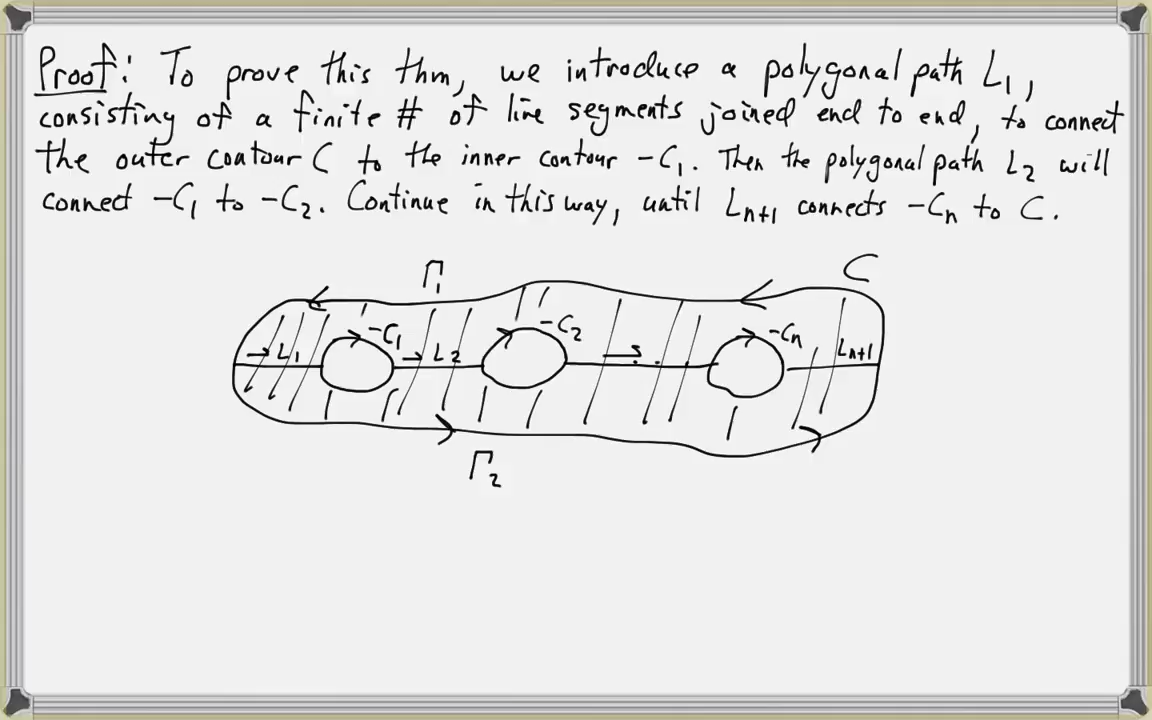 Proof: To prove this thm, we introduce a polygonal path L₁,
consisting of a finite # of line segments joined end to end, to connect
the outer contour C to the inner contour -C₁. Then the polygonal path L₂ will
connect -C₁ to -C₂. Continue in this way, until Lₙ₊₁ connects -Cₙ to C.
Γ₁
C
L₁
-C₁
L₂
-C₂
-Cₙ
Lₙ₊₁
Γ₂